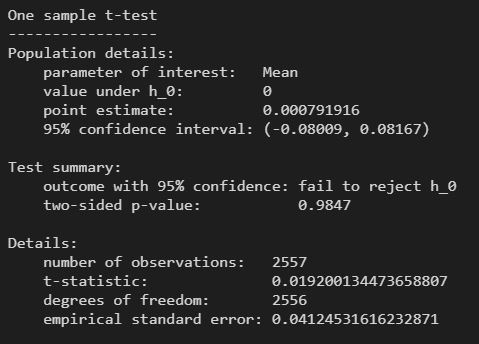 One sample t-test
-----------------
Population details:
    parameter of interest:   Mean
    value under h_0:         0
    point estimate:          0.000791916
    95% confidence interval: (-0.08009, 0.08167)

Test summary:
    outcome with 95% confidence: fail to reject h_0
    two-sided p-value:           0.9847

Details:
    number of observations:   2557
    t-statistic:              0.019200134473658807
    degrees of freedom:       2556
    empirical standard error: 0.04124531616232871